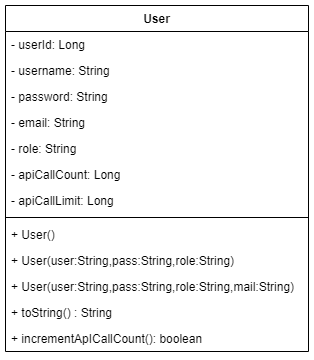 User
- userId: Long
- username: String
- password: String
- email: String
- role: String
- apiCallCount: Long
- apiCallLimit: Long
+ User()
+ User(user:String,pass:String,role:String)
+ User(user:String,pass:String,role:String,mail:String)
+ toString() : String
+ incrementApICallCount(): boolean